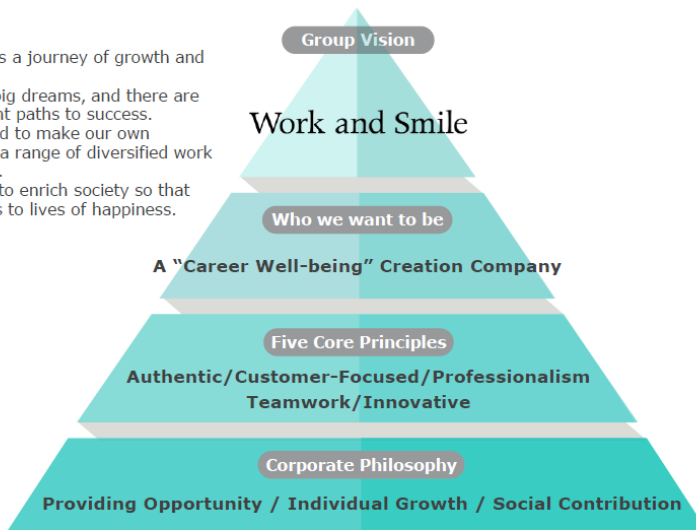 Group Vision
s a journey of growth and
big dreams, and there are
nt paths to success.
d to make our own
a range of diversified work
.
to enrich society so that
s to lives of happiness.
Work and Smile
Who we want to be
A “Career Well-being” Creation Company
Five Core Principles
Authentic/Customer-Focused/Professionalism
Teamwork/Innovative
Corporate Philosophy
Providing Opportunity / Individual Growth / Social Contribution